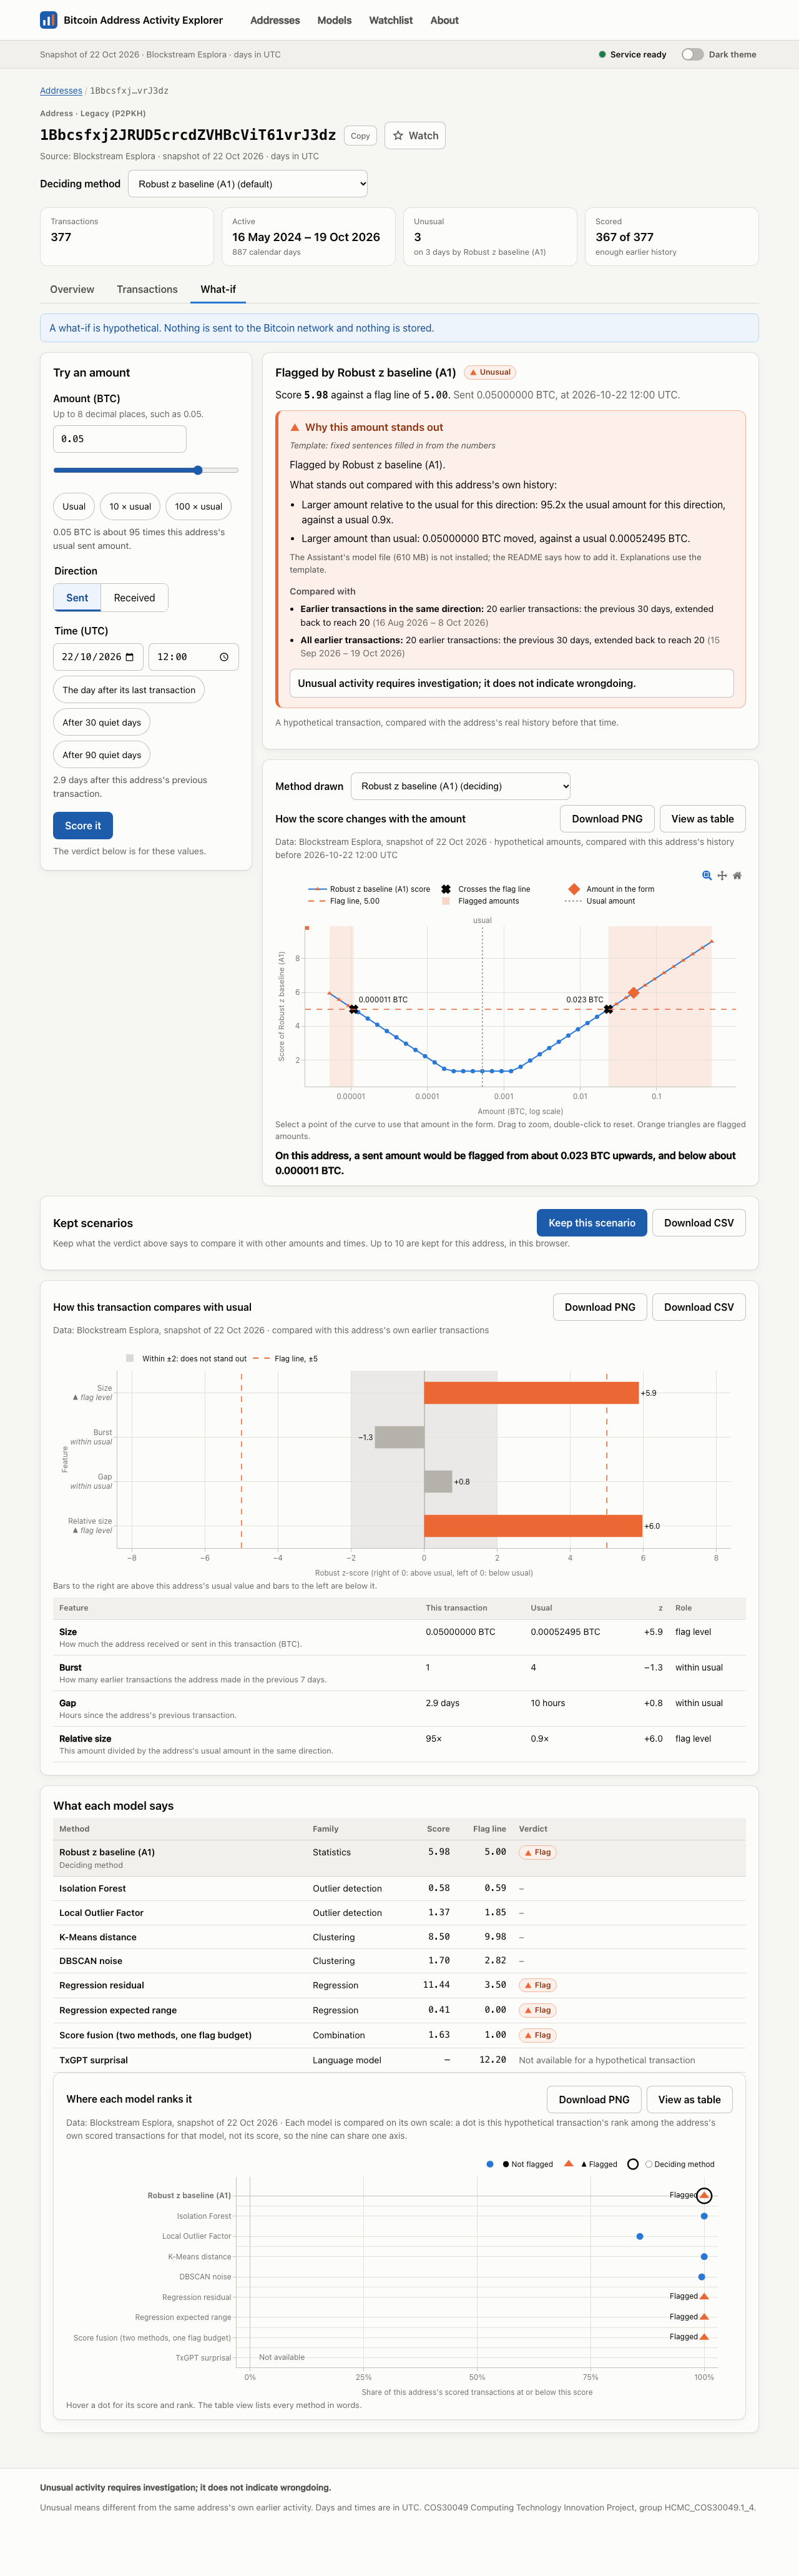 Bitcoin Address Activity Explorer Addresses Models Watchlist About
Snapshot of 22 Oct 2026 · Blockstream Esplora · days in UTC Service ready Dark theme
Addresses / 1Bbcsfxj…vrJ3dz
Address · Legacy (P2PKH)
1Bbcsfxj2JRUD5crcdZVHBcViT61vrJ3dz Copy Watch
Source: Blockstream Esplora · snapshot of 22 Oct 2026 · days in UTC
Deciding method Robust z baseline (A1) (default)
Transactions
377
Active
16 May 2024 – 19 Oct 2026
887 calendar days
Unusual
3
on 3 days by Robust z baseline (A1)
Scored
367 of 377
enough earlier history
Overview Transactions What-if
A what-if is hypothetical. Nothing is sent to the Bitcoin network and nothing is stored.
Try an amount
Amount (BTC)
Up to 8 decimal places, such as 0.05.
0.05
Usual 10 × usual 100 × usual
0.05 BTC is about 95 times this address's
usual sent amount.
Direction
Sent Received
Time (UTC)
22/10/2026 12:00
The day after its last transaction
After 30 quiet days
After 90 quiet days
2.9 days after this address's previous
transaction.
Score it
The verdict below is for these values.
Flagged by Robust z baseline (A1) Unusual
Score 5.98 against a flag line of 5.00. Sent 0.05000000 BTC, at 2026-10-22 12:00 UTC.
Why this amount stands out
Template: fixed sentences filled in from the numbers
Flagged by Robust z baseline (A1).
What stands out compared with this address's own history:
• Larger amount relative to the usual for this direction: 95.2x the usual amount for this direction,
against a usual 0.9x.
• Larger amount than usual: 0.05000000 BTC moved, against a usual 0.00052495 BTC.
The Assistant's model file (610 MB) is not installed; the README says how to add it. Explanations use the
template.
Compared with
• Earlier transactions in the same direction: 20 earlier transactions: the previous 30 days, extended
back to reach 20 (16 Aug 2026 – 8 Oct 2026)
• All earlier transactions: 20 earlier transactions: the previous 30 days, extended back to reach 20 (15
Sep 2026 – 19 Oct 2026)
Unusual activity requires investigation; it does not indicate wrongdoing.
A hypothetical transaction, compared with the address's real history before that time.
Method drawn Robust z baseline (A1) (deciding)
How the score changes with the amount Download PNG View as table
Data: Blockstream Esplora, snapshot of 22 Oct 2026 · hypothetical amounts, compared with this address's history
before 2026-10-22 12:00 UTC
Robust z baseline (A1) score Crosses the flag line Amount in the form
Flag line, 5.00 Flagged amounts Usual amount
usual
0.000011 BTC 0.023 BTC
Score of Robust z baseline (A1)
8
6
4
2
0.00001 0.0001 0.001 0.01 0.1
Amount (BTC, log scale)
Select a point of the curve to use that amount in the form. Drag to zoom, double-click to reset. Orange triangles are flagged
amounts.
On this address, a sent amount would be flagged from about 0.023 BTC upwards, and below about
0.000011 BTC.
Kept scenarios Keep this scenario Download CSV
Keep what the verdict above says to compare it with other amounts and times. Up to 10 are kept for this address, in this browser.
How this transaction compares with usual Download PNG Download CSV
Data: Blockstream Esplora, snapshot of 22 Oct 2026 · compared with this address's own earlier transactions
Within ±2: does not stand out Flag line, ±5
Feature
Size
▲ flag level
+5.9
Burst
within usual
−1.3
Gap
within usual
+0.8
Relative size
▲ flag level
+6.0
−8 −6 −4 −2 0 2 4 6 8
Robust z-score (right of 0: above usual, left of 0: below usual)
Bars to the right are above this address's usual value and bars to the left are below it.
Feature This transaction Usual z Role
Size 0.05000000 BTC 0.00052495 BTC +5.9 flag level
How much the address received or sent in this transaction (BTC).
Burst 1 4 −1.3 within usual
How many earlier transactions the address made in the previous 7 days.
Gap 2.9 days 10 hours +0.8 within usual
Hours since the address's previous transaction.
Relative size 95× 0.9× +6.0 flag level
This amount divided by the address's usual amount in the same direction.
What each model says
Method Family Score Flag line Verdict
Robust z baseline (A1) Statistics 5.98 5.00 ▲ Flag
Deciding method
Isolation Forest Outlier detection 0.58 0.59 –
Local Outlier Factor Outlier detection 1.37 1.85 –
K-Means distance Clustering 8.50 9.98 –
DBSCAN noise Clustering 1.70 2.82 –
Regression residual Regression 11.44 3.50 ▲ Flag
Regression expected range Regression 0.41 0.00 ▲ Flag
Score fusion (two methods, one flag budget) Combination 1.63 1.00 ▲ Flag
TxGPT surprisal Language model – 12.20 Not available for a hypothetical transaction
Where each model ranks it Download PNG View as table
Data: Blockstream Esplora, snapshot of 22 Oct 2026 · Each model is compared on its own scale: a dot is this hypothetical transaction's rank among the address's
own scored transactions for that model, not its score, so the nine can share one axis.
● Not flagged ▲ Flagged ○ Deciding method
Robust z baseline (A1) Flagged
Isolation Forest
Local Outlier Factor
K-Means distance
DBSCAN noise
Regression residual Flagged
Regression expected range Flagged
Score fusion (two methods, one flag budget) Flagged
TxGPT surprisal Not available
0% 25% 50% 75% 100%
Share of this address's scored transactions at or below this score
Hover a dot for its score and rank. The table view lists every method in words.
Unusual activity requires investigation; it does not indicate wrongdoing.
Unusual means different from the same address's own earlier activity. Days and times are in UTC. COS30049 Computing Technology Innovation Project, group HCMC_COS30049.1_4.